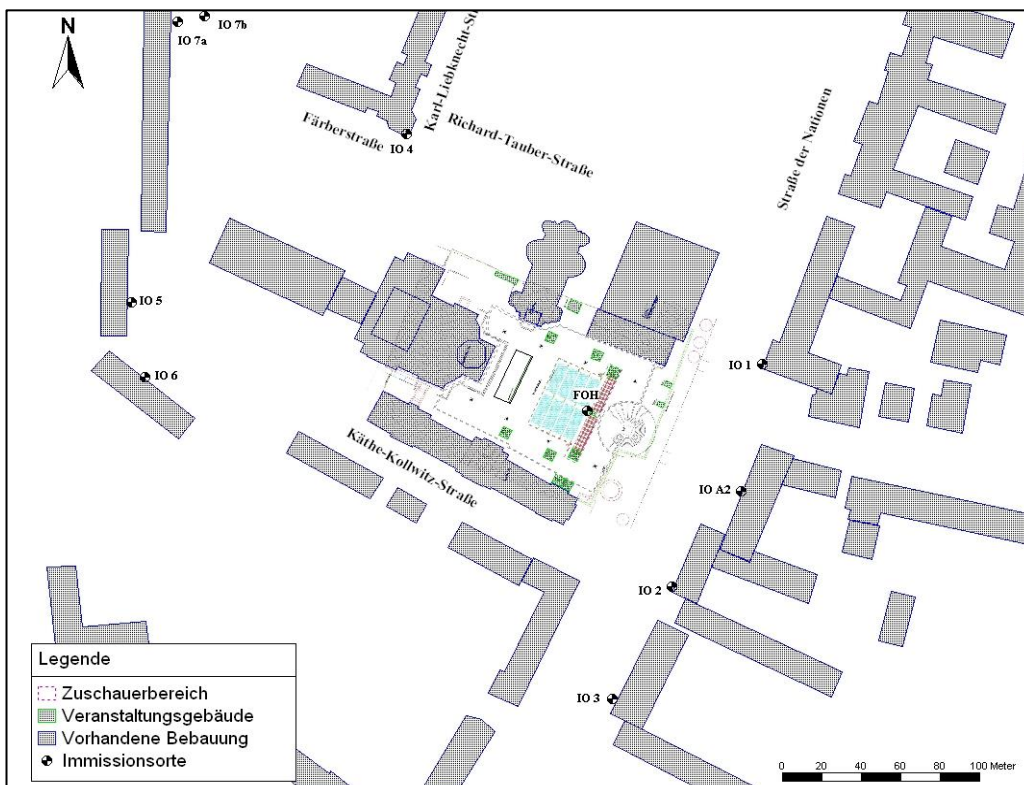 IO 7a
IO 7b
N
Karl-Liebknecht-St
Färberstraße
IO 4
Richard-Tauber-Straße
Straße der Nationen
IO 5
IO 6
IO 1
FOH
Käthe-Kollwitz-Straße
IO A2
IO 2
IO 3
Legende
Zuschauerbereich
Veranstaltungsgebäude
Vorhandene Bebauung
Immissionsorte
0 20 40 60 80 100 Meter